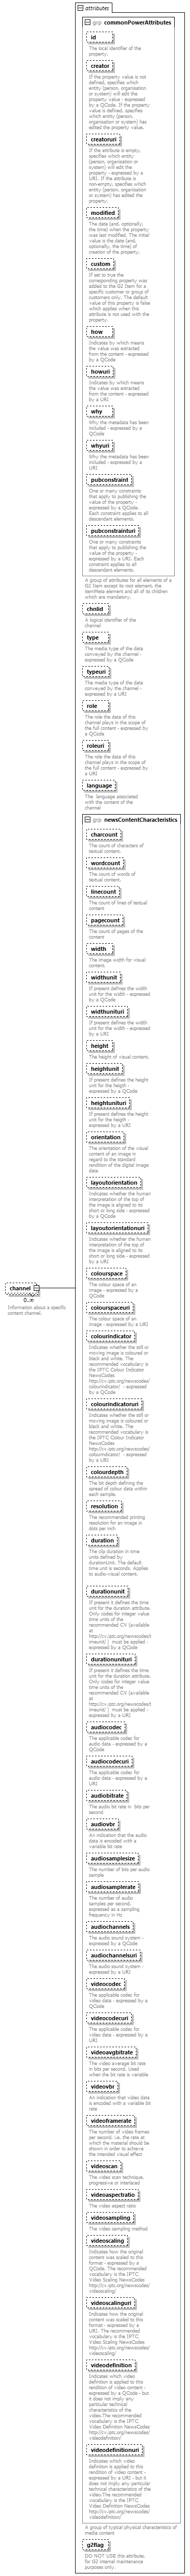 attributes
grp commonPowerAttributes
id
The local identifier of the
property.
creator
If the property value is not
defined, specifies which
entity (person, organisation
or system) will edit the
property value - expressed
by a QCode. If the property
value is defined, specifies
which entity (person,
organisation or system) has
edited the property value.
creatoruri
If the attribute is empty,
specifies which entity
(person, organisation or
system) will edit the
property - expressed by a
URI. If the attribute is
non-empty, specifies which
entity (person, organisation
or system) has edited the
property.
modified
The date (and, optionally,
the time) when the property
was last modified. The initial
value is the date (and,
optionally, the time) of
creation of the property.
custom
If set to true the
corresponding property was
added to the G2 Item for a
specific customer or group of
customers only. The default
value of this property is false
which applies when this
attribute is not used with the
property.
how
Indicates by which means
the value was extracted
from the content - expressed
by a QCode
howuri
Indicates by which means
the value was extracted
from the content - expressed
by a URI
why
Why the metadata has been
included - expressed by a
QCode
whyuri
Why the metadata has been
included - expressed by a
URI
pubconstraint
One or many constraints
that apply to publishing the
value of the property -
expressed by a QCode.
Each constraint applies to all
descendant elements.
pubconstrainturi
One or many constraints
that apply to publishing the
value of the property -
expressed by a URI. Each
constraint applies to all
descendant elements.
A group of attributes for all elements of a
G2 Item except its root element, the
itemMeta element and all of its children
which are mandatory.
chnlid
A logical identifier of the
channel
type
The media type of the data
conveyed by the channel -
expressed by a QCode
typeuri
The media type of the data
conveyed by the channel -
expressed by a URI
role
The role the data of this
channel plays in the scope of
the full content - expressed by
a QCode
roleuri
The role the data of this
channel plays in the scope of
the full content - expressed by
a URI
language
The language associated
with the content of the
channel
grp newsContentCharacteristics
charcount
The count of characters of
textual content.
wordcount
The count of words of
textual content.
linecount
The count of lines of textual
content
pagecount
The count of pages of the
content
width
The image width for visual
content.
widthunit
If present defines the width
unit for the width - expressed
by a QCode
widthunituri
If present defines the width
unit for the width - expressed
by a URI
height
The height of visual content.
heightunit
If present defines the height
unit for the heigth -
expressed by a QCode
heightunituri
If present defines the height
unit for the heigth -
expressed by a URI
orientation
The orientation of the visual
content of an image in
regard to the standard
rendition of the digital image
data
layoutorientation
Indicates whether the human
interpretation of the top of
the image is aligned to its
short or long side - expressed
by a QCode
layoutorientationuri
Indicates whether the human
interpretation of the top of
the image is aligned to its
short or long side - expressed
by a URI
colourspace
The colour space of an
image - expressed by a
QCode
colourspaceuri
The colour space of an
image - expressed by a URI
colourindicator
Indicates whether the still or
moving image is coloured or
black and white. The
recommended vocabulary is
the IPTC Colour Indicator
NewsCodes
http://cv.iptc.org/newscodes/
colourindicator/ - expressed
by a QCode
colourindicatoruri
Indicates whether the still or
moving image is coloured or
black and white. The
recommended vocabulary is
the IPTC Colour Indicator
NewsCodes
http://cv.iptc.org/newscodes/
colourindicator/ - expressed
by a URI
colourdepth
The bit depth defining the
spread of colour data within
each sample.
resolution
The recommended printing
resolution for an image in
dots per inch
duration
The clip duration in time
units defined by
durationUnit. The default
time unit is seconds. Applies
to audio-visual content.
durationunit
If present it defines the time
unit for the duration attribute.
Only codes for integer value
time units of the
recommended CV (available
at
http://cv.iptc.org/newscodes/t
imeunit/ ) must be applied -
expressed by a QCode
durationunituri
If present it defines the time
unit for the duration attribute.
Only codes for integer value
time units of the
recommended CV (available
at
http://cv.iptc.org/newscodes/t
imeunit/ ) must be applied -
expressed by a URI
audiocodec
The applicable codec for
audio data - expressed by a
QCode
audiocodecuri
The applicable codec for
audio data - expressed by a
URI
audiobitrate
The audio bit rate in bits per
second
audiovbr
An indication that the audio
data is encoded with a
variable bit rate
audiosamplesize
The number of bits per audio
sample
audiosamplerate
The number of audio
samples per second,
expressed as a sampling
frequency in Hz
audiochannels
The audio sound system -
expressed by a QCode
audiochannelsuri
The audio sound system -
expressed by a URI
videocodec
The applicable codec for
video data - expressed by a
QCode
videocodecuri
The applicable codec for
video data - expressed by a
URI
videoavgbitrate
The video average bit rate
in bits per second. Used
when the bit rate is variable
videovbr
An indication that video data
is encoded with a variable bit
rate
videoframerate
The number of video frames
per second, i.e. the rate at
which the material should be
shown in order to achieve
the intended visual effect
videoscan
The video scan technique,
progressive or interlaced
videoaspectratio
The video aspect ratio
videosampling
The video sampling method
videoscaling
Indicates how the original
content was scaled to this
format - expressed by a
QCode. The recommended
vocabulary is the IPTC
Video Scaling NewsCodes
http://cv.iptc.org/newscodes/
videoscaling/
videoscalinguri
Indicates how the original
content was scaled to this
format - expressed by a
URI. The recommended
vocabulary is the IPTC
Video Scaling NewsCodes
http://cv.iptc.org/newscodes/
videoscaling/
videodefinition
Indicates which video
definition is applied to this
rendition of video content -
expressed by a QCode - but
it does not imply any
particular technical
characteristics of the
video.The recommended
vocabulary is the IPTC
Video Definition NewsCodes
http://cv.iptc.org/newscodes/
videodefinition/
videodefinitionuri
Indicates which video
definition is applied to this
rendition of video content -
expressed by a URI - but it
does not imply any particular
technical characteristics of the
video.The recommended
vocabulary is the IPTC
Video Definition NewsCodes
http://cv.iptc.org/newscodes/
videodefinition/
A group of typical physical characteristics of
media content
g2flag
DO NOT USE this attribute,
for G2 internal maintenance
purposes only.
channel
0..∞
Information about a specific
content channel.